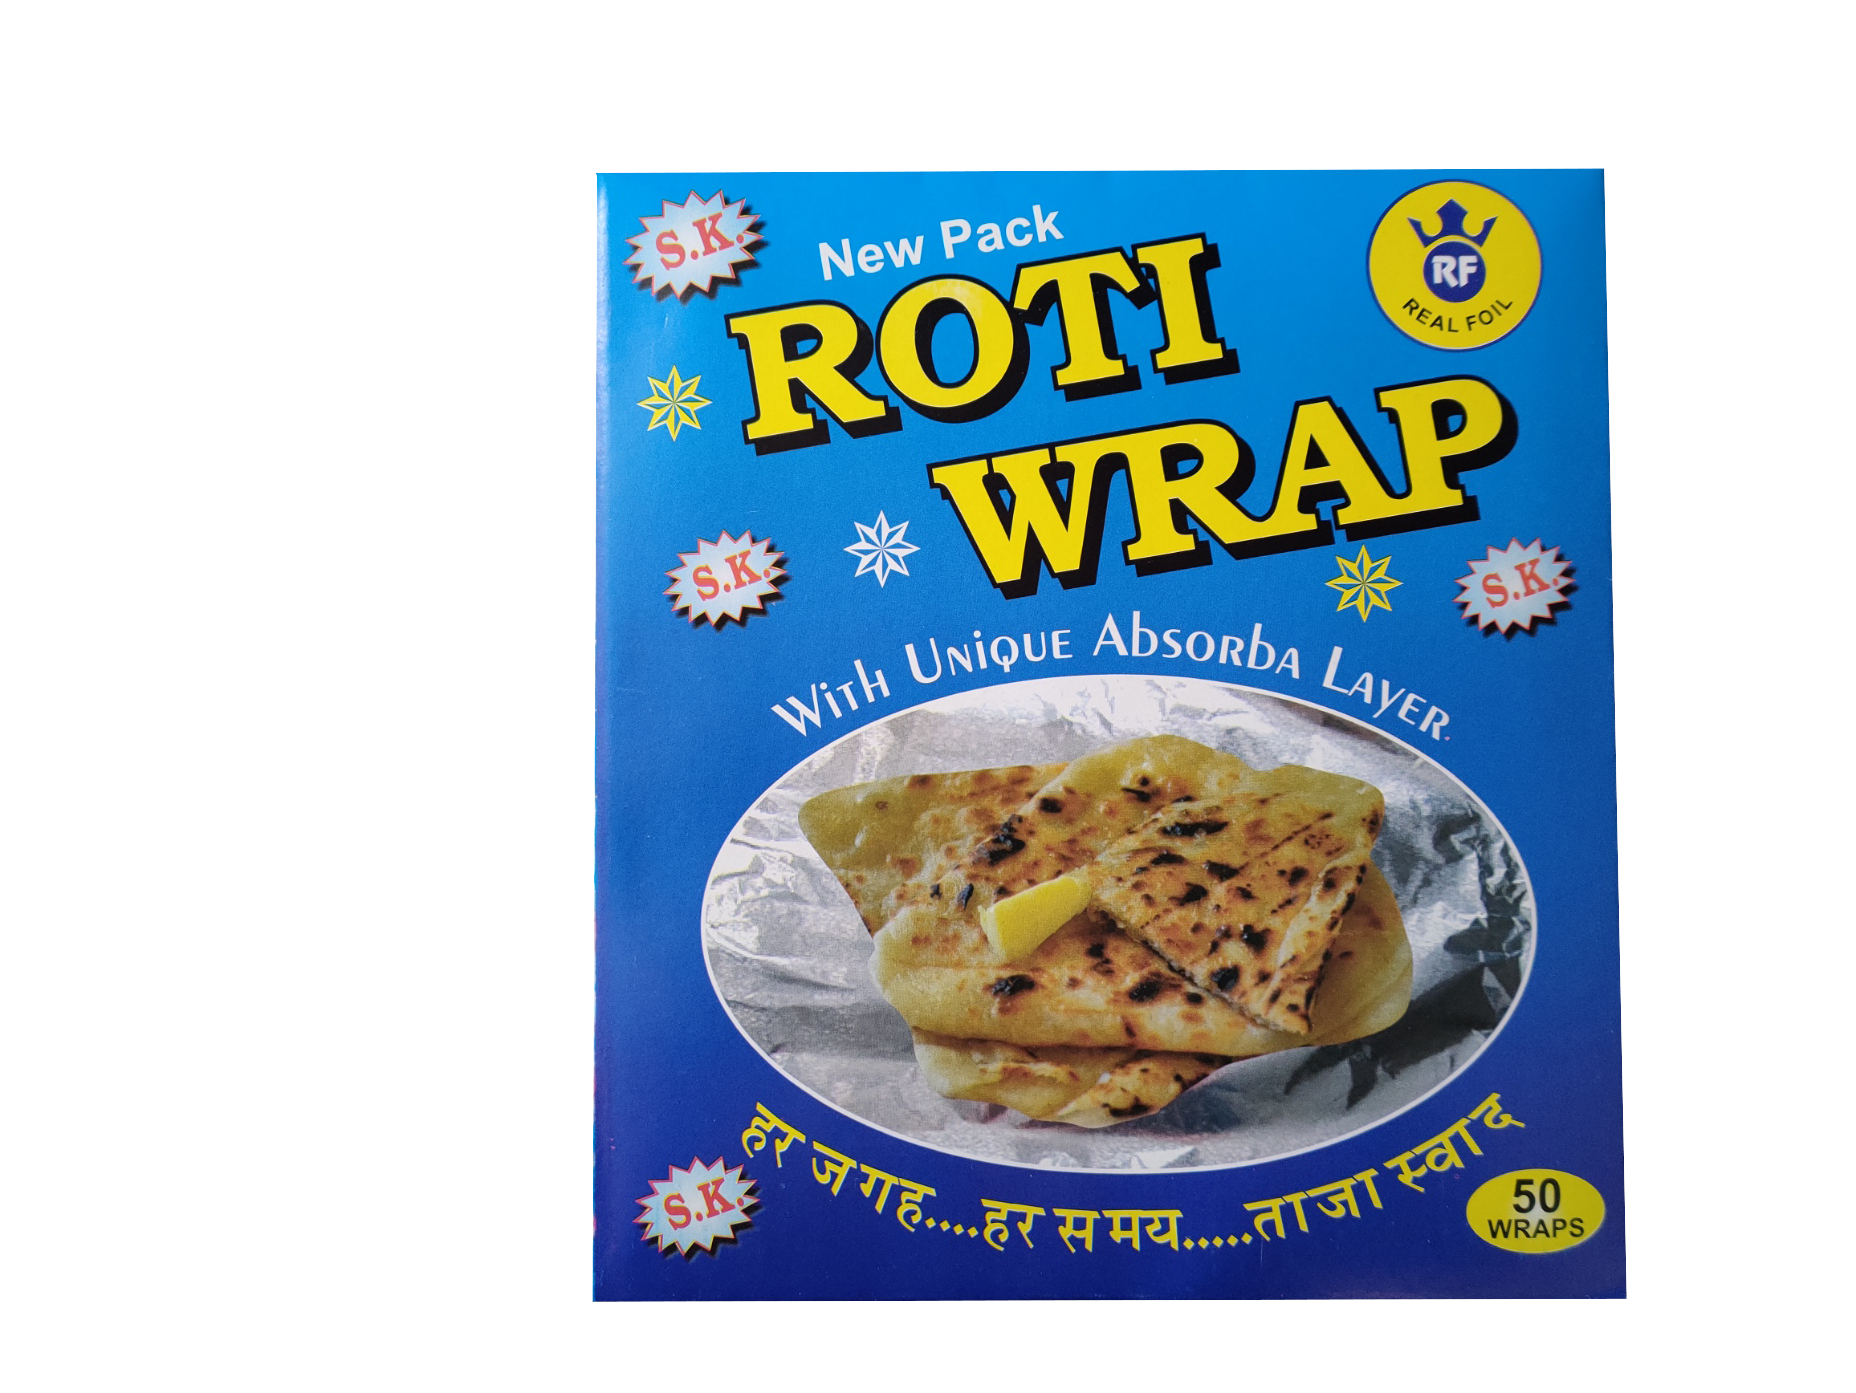 S.K.
New Pack
ROTI
WRAP
RF
REAL FOIL
S.K.
S.K.
With Unique Absorba Layer.
हर जगह....हर समय.....ताजा स्वाद
S.K.
50
WRAPS